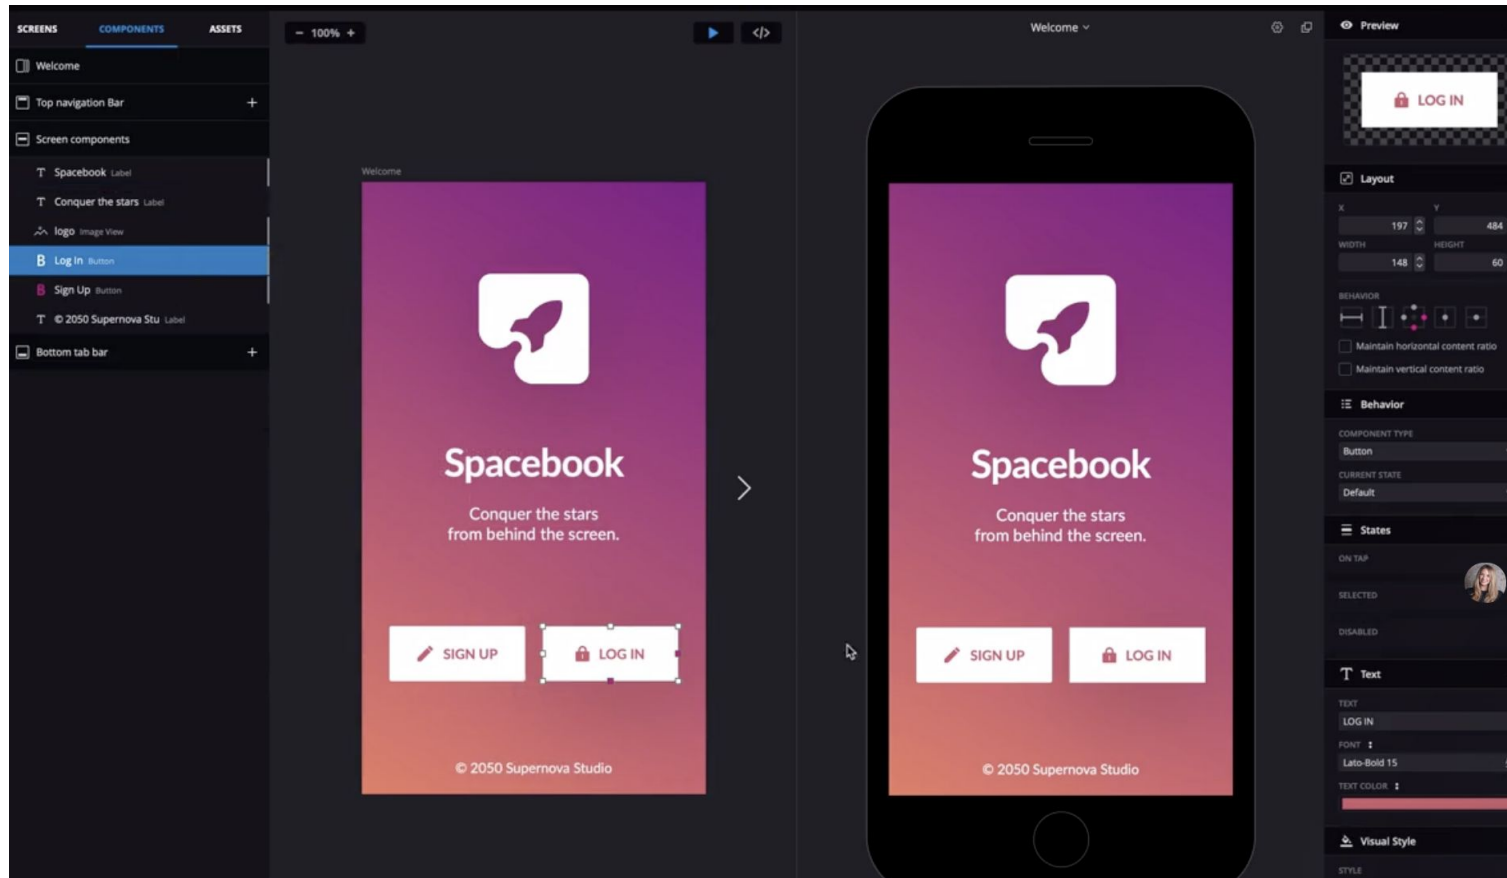 SCREENS
COMPONENTS
ASSETS
Welcome
Top navigation Bar +
Screen components
T Spacebook Label
T Conquer the stars Label
logo Image View
B Log In Button
B Sign Up Button
T © 2050 Supernova Stu Label
Bottom tab bar +
− 100% +
</>
Welcome
Spacebook
Conquer the stars
from behind the screen.
SIGN UP
LOG IN
© 2050 Supernova Studio
Welcome
Spacebook
Conquer the stars
from behind the screen.
SIGN UP
LOG IN
© 2050 Supernova Studio
Preview
LOG IN
Layout
X Y
197 484
WIDTH HEIGHT
148 60
BEHAVIOR
Maintain horizontal content ratio
Maintain vertical content ratio
Behavior
COMPONENT TYPE
Button
CURRENT STATE
Default
States
ON TAP
SELECTED
DISABLED
T Text
TEXT
LOG IN
FONT
Lato-Bold 15
TEXT COLOR
Visual Style
STYLE